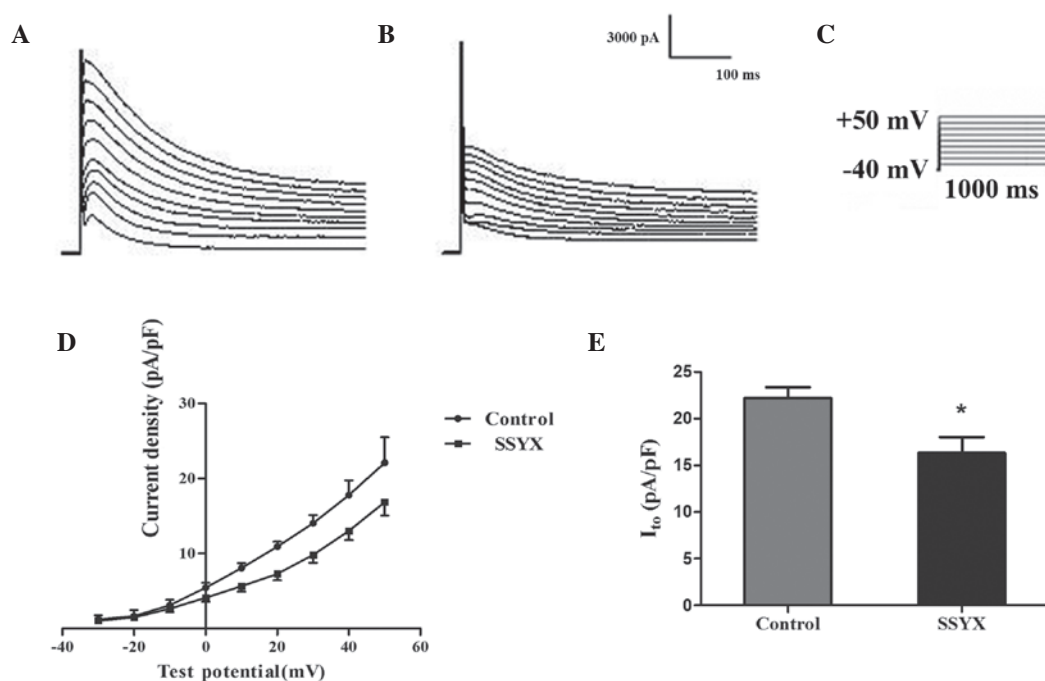 A
B
3000 pA
100 ms
C
+50 mV
-40 mV
1000 ms
D
Current density (pA/pF)
30
20
10
-40
-20
0
20
40
60
Test potential(mV)
Control
SSYX
E
I_to (pA/pF)
25
20
15
10
5
0
*
Control
SSYX